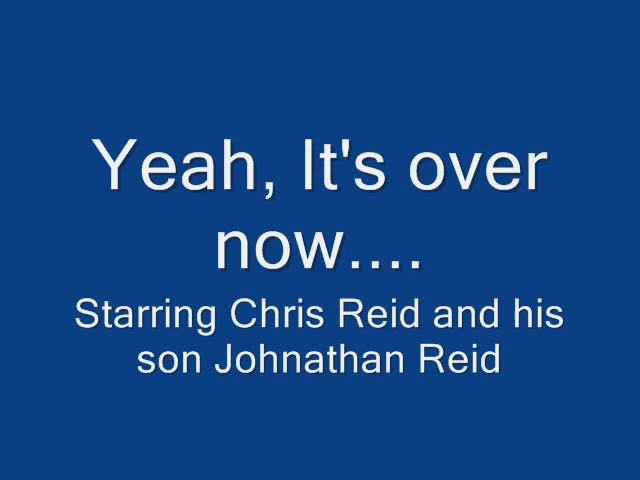 Yeah, It's over
now....
Starring Chris Reid and his
son Johnathan Reid